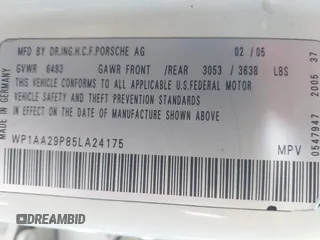 MFD. BY DR.ING.H.C.F.PORSCHE AG 02 / 05
GVWR 6493 GAWR FRONT /REAR 3053 / 3638 LBS
THIS VEHICLE CONFORMS TO ALL APPLICABLE U.S.FEDERAL MOTOR
VEHICLE SAFETY, BUMPER, AND THEFT PREVENTION STANDARDS
IN EFFECT ON THE DATE OF MANUFACTURE SHOWN ABOVE.
WP1AA29P85LA24175 MPV
MADE IN GERMANY
0547947 2005 37
AUTOBIDMASTER